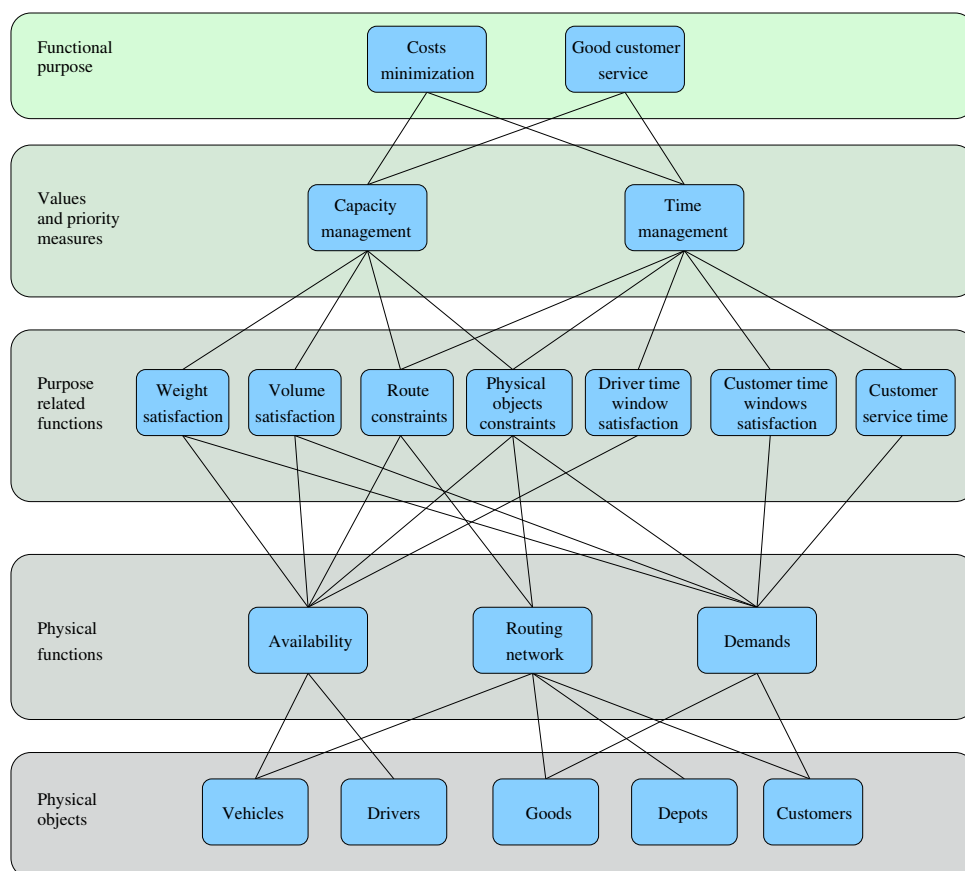 Functional
purpose
Costs
minimization
Good customer
service
Values
and priority
measures
Capacity
management
Time
management
Purpose
related
functions
Weight
satisfaction
Volume
satisfaction
Route
constraints
Physical
objects
constraints
Driver time
window
satisfaction
Customer time
windows
satisfaction
Customer
service time
Physical
functions
Availability
Routing
network
Demands
Physical
objects
Vehicles
Drivers
Goods
Depots
Customers